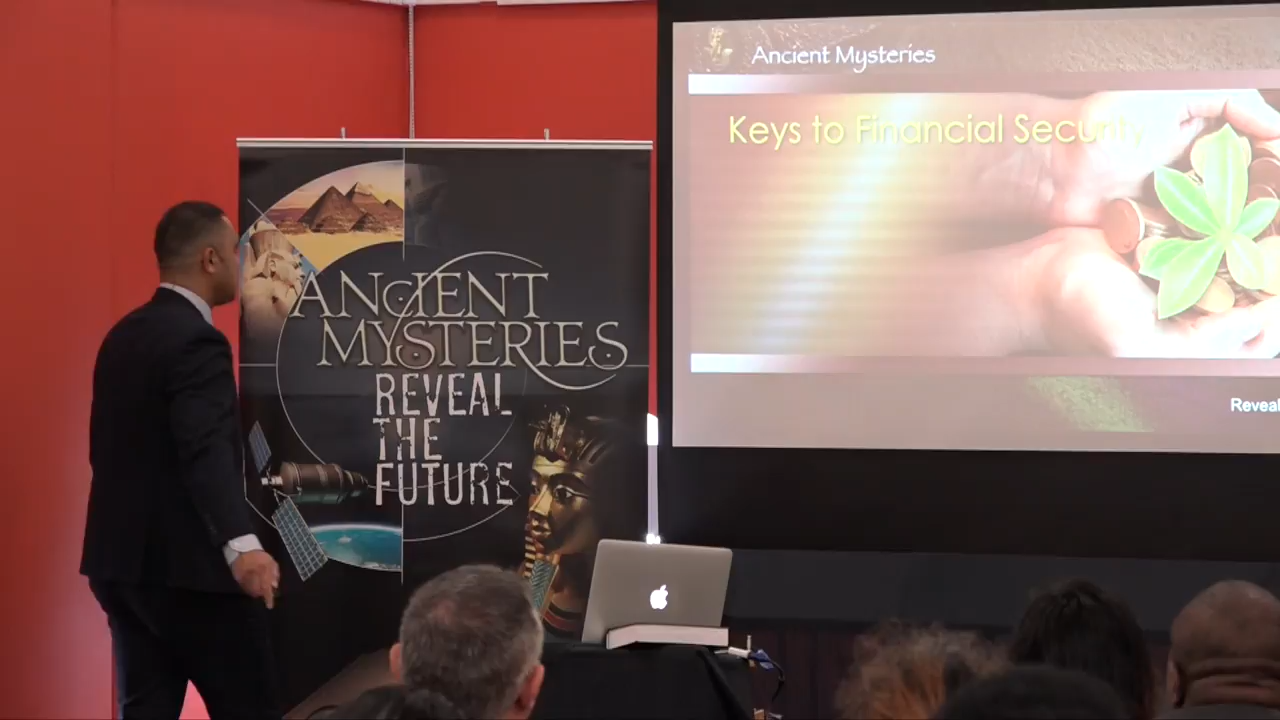 ANCIENT
MYSTERIES
REVEAL
THE
FUTURE
Ancient Mysteries
Keys to Financial Security
Reveal